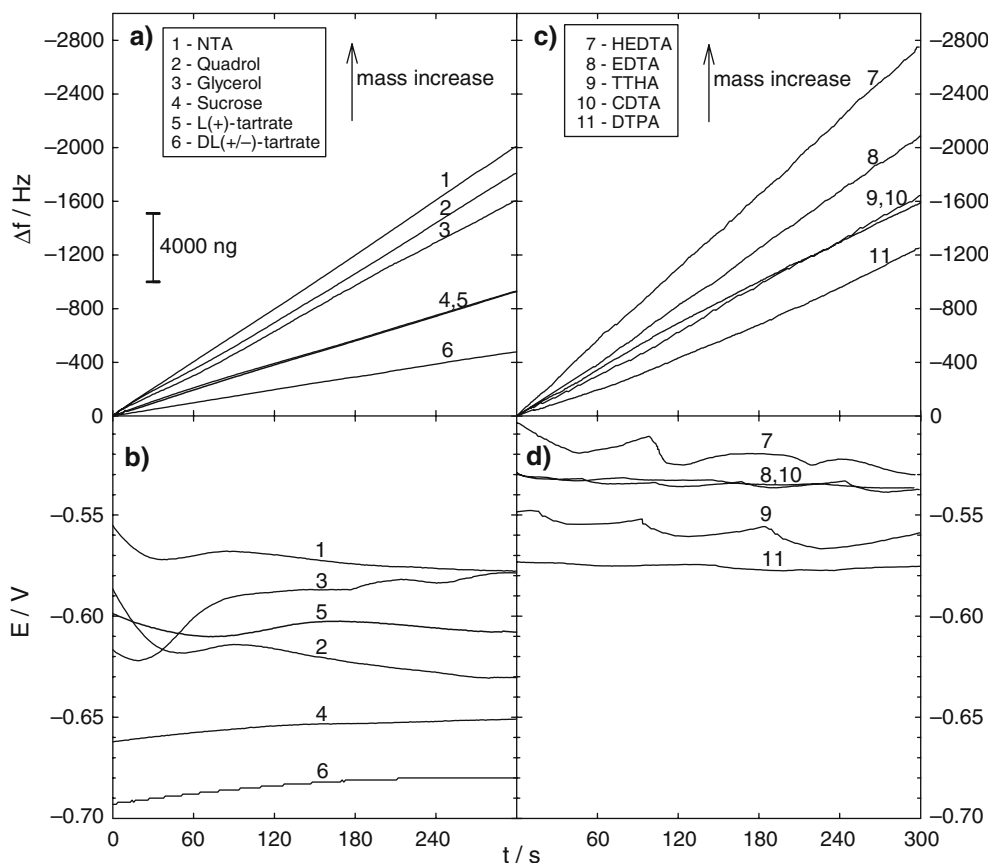 a)
1 - NTA
2 - Quadrol
3 - Glycerol
4 - Sucrose
5 - L(+)-tartrate
6 - DL(+/–)-tartrate
mass increase
4000 ng
1
2
3
4,5
6
–2800
–2400
–2000
–1600
–1200
–800
–400
0
Δf / Hz
c)
7 - HEDTA
8 - EDTA
9 - TTHA
10 - CDTA
11 - DTPA
mass increase
7
8
9,10
11
–2800
–2400
–2000
–1600
–1200
–800
–400
0
b)
1
3
5
2
4
6
–0.55
–0.60
–0.65
–0.70
E / V
0 60 120 180 240
d)
7
8,10
9
11
–0.55
–0.60
–0.65
–0.70
60 120 180 240 300
t / s